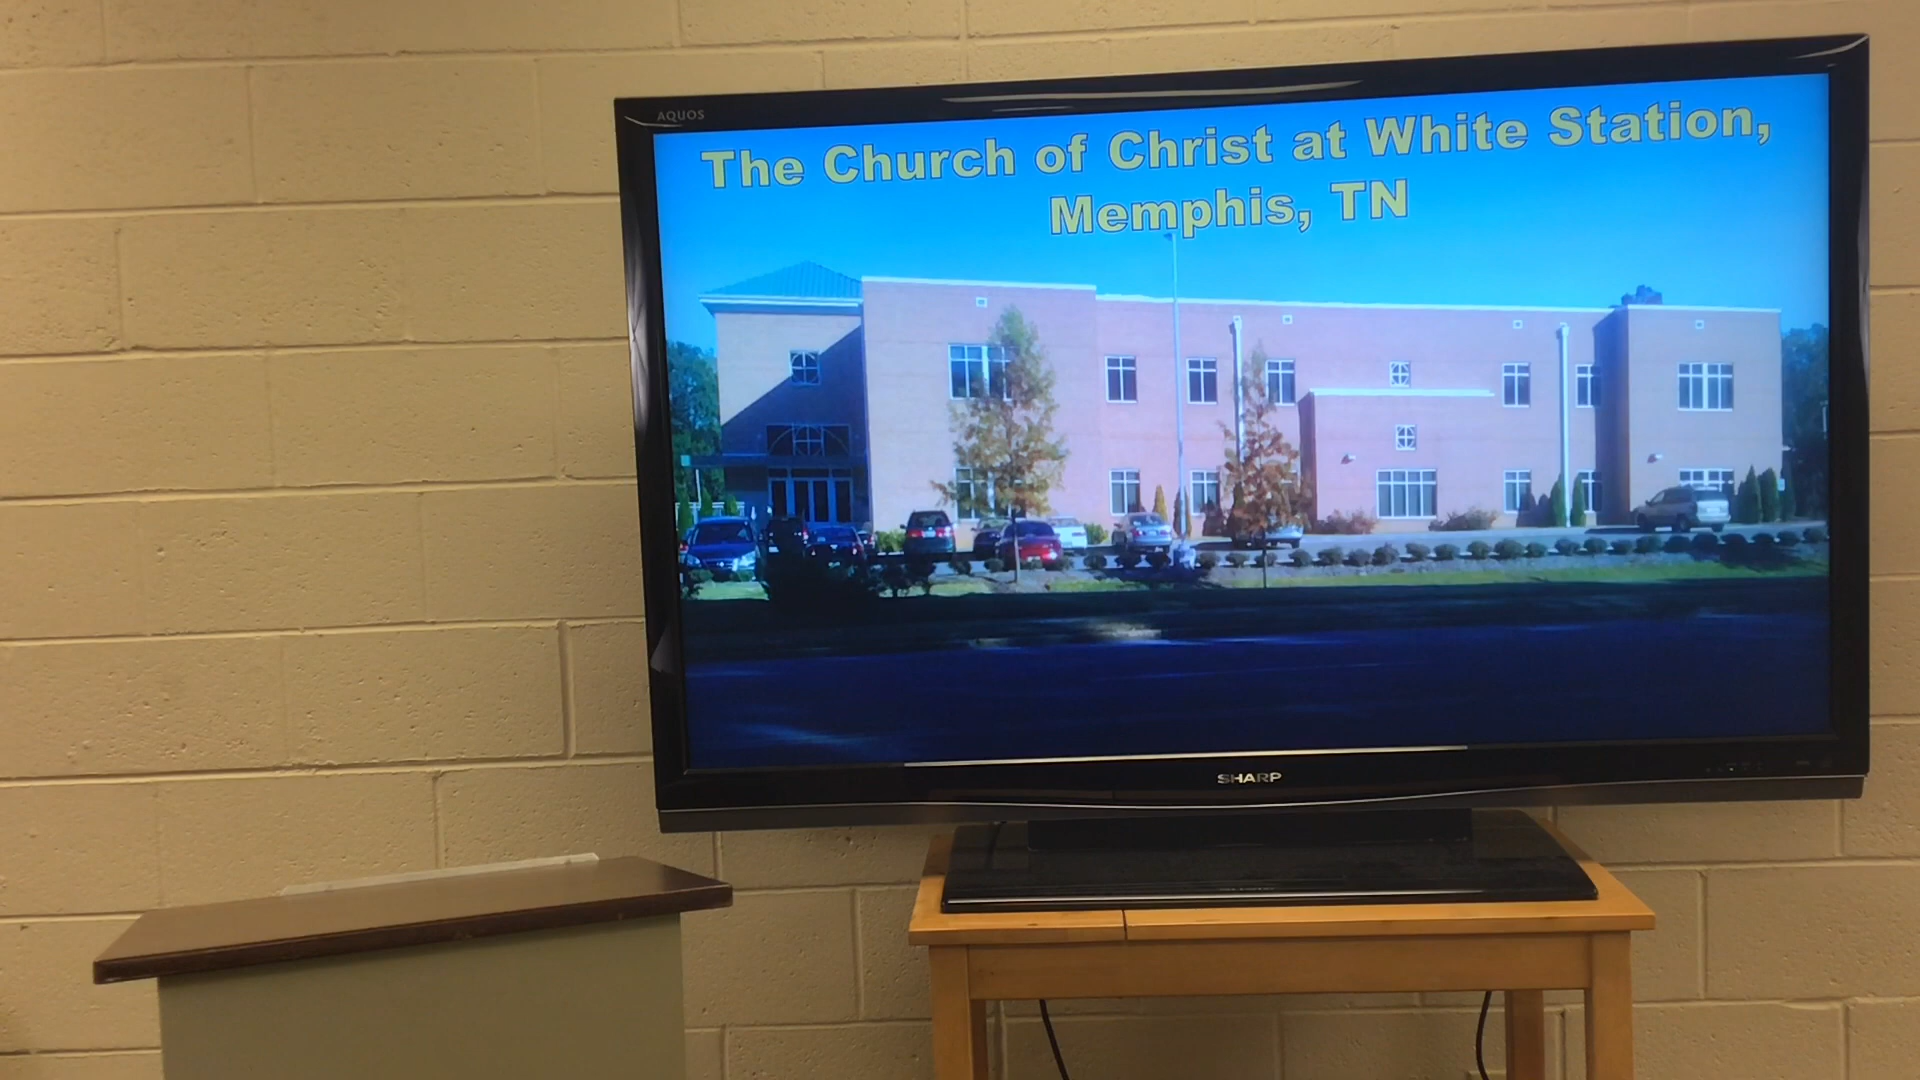 AQUOS
The Church of Christ at White Station,
Memphis, TN
SHARP